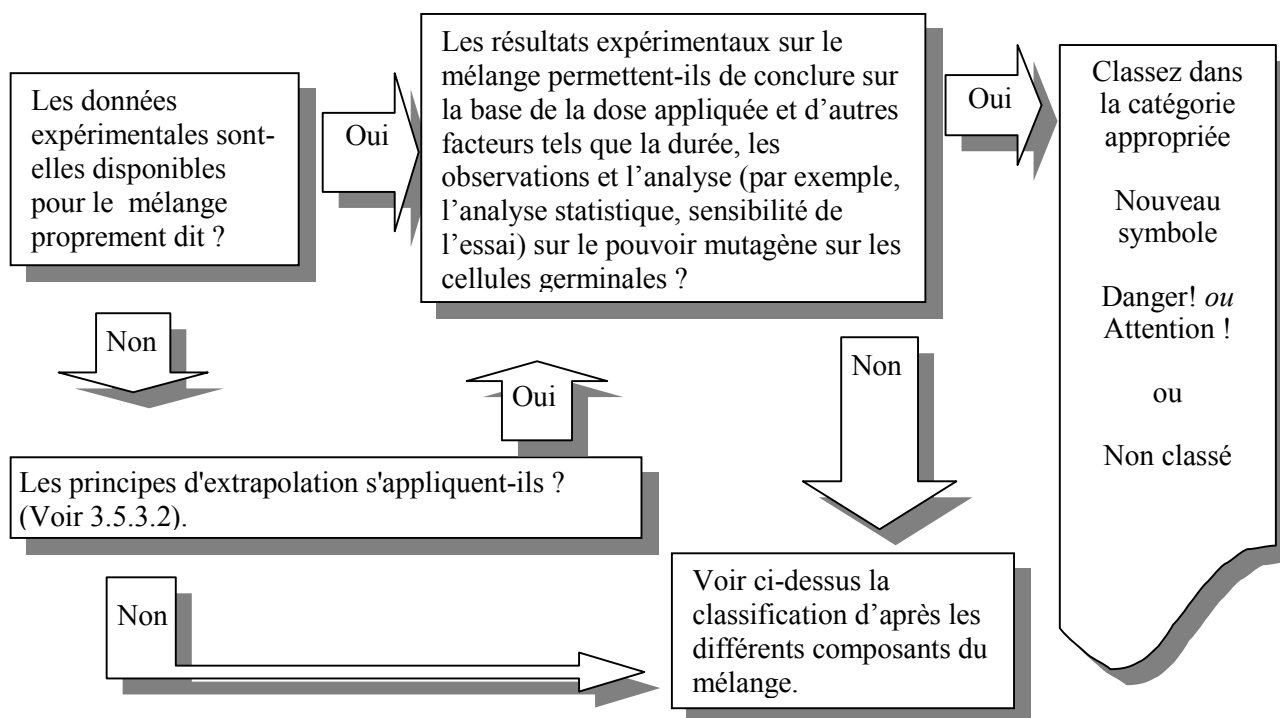 Les données
expérimentales sont-
elles disponibles
pour le mélange
proprement dit ?
Oui
Les résultats expérimentaux sur le
mélange permettent-ils de conclure sur
la base de la dose appliquée et d’autres
facteurs tels que la durée, les
observations et l’analyse (par exemple,
l’analyse statistique, sensibilité de
l’essai) sur le pouvoir mutagène sur les
cellules germinales ?
Oui
Classez dans
la catégorie
appropriée
Nouveau
symbole
Danger! ou
Attention !
ou
Non classé
Non
Oui
Non
Les principes d'extrapolation s'appliquent-ils ?
(Voir 3.5.3.2).
Non
Voir ci-dessus la
classification d’après les
différents composants du
mélange.